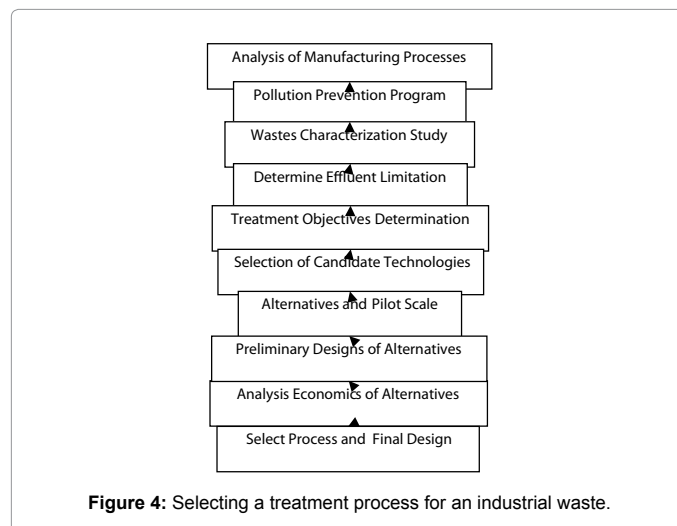 Analysis of Manufacturing Processes
Pollution Prevention Program
Wastes Characterization Study
Determine Effluent Limitation
Treatment Objectives Determination
Selection of Candidate Technologies
Alternatives and Pilot Scale
Preliminary Designs of Alternatives
Analysis Economics of Alternatives
Select Process and Final Design
Figure 4: Selecting a treatment process for an industrial waste.